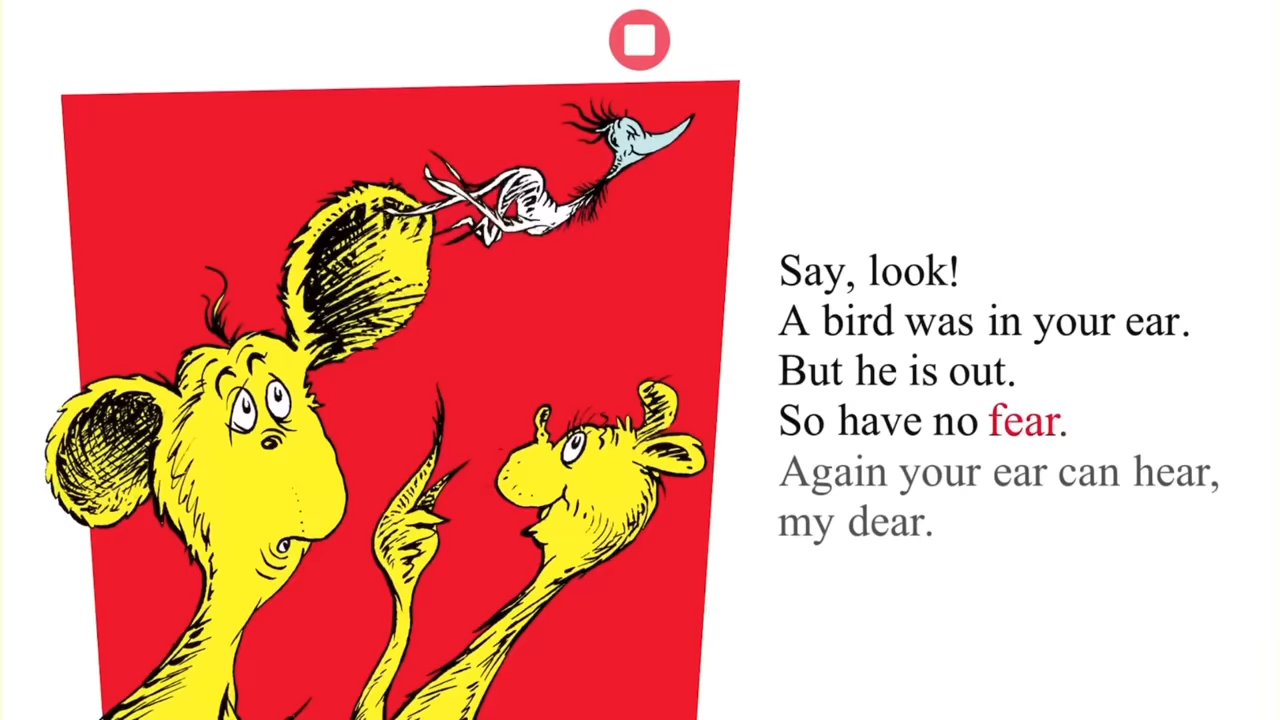 Say, look!
A bird was in your ear.
But he is out.
So have no fear.
Again your ear can hear,
my dear.